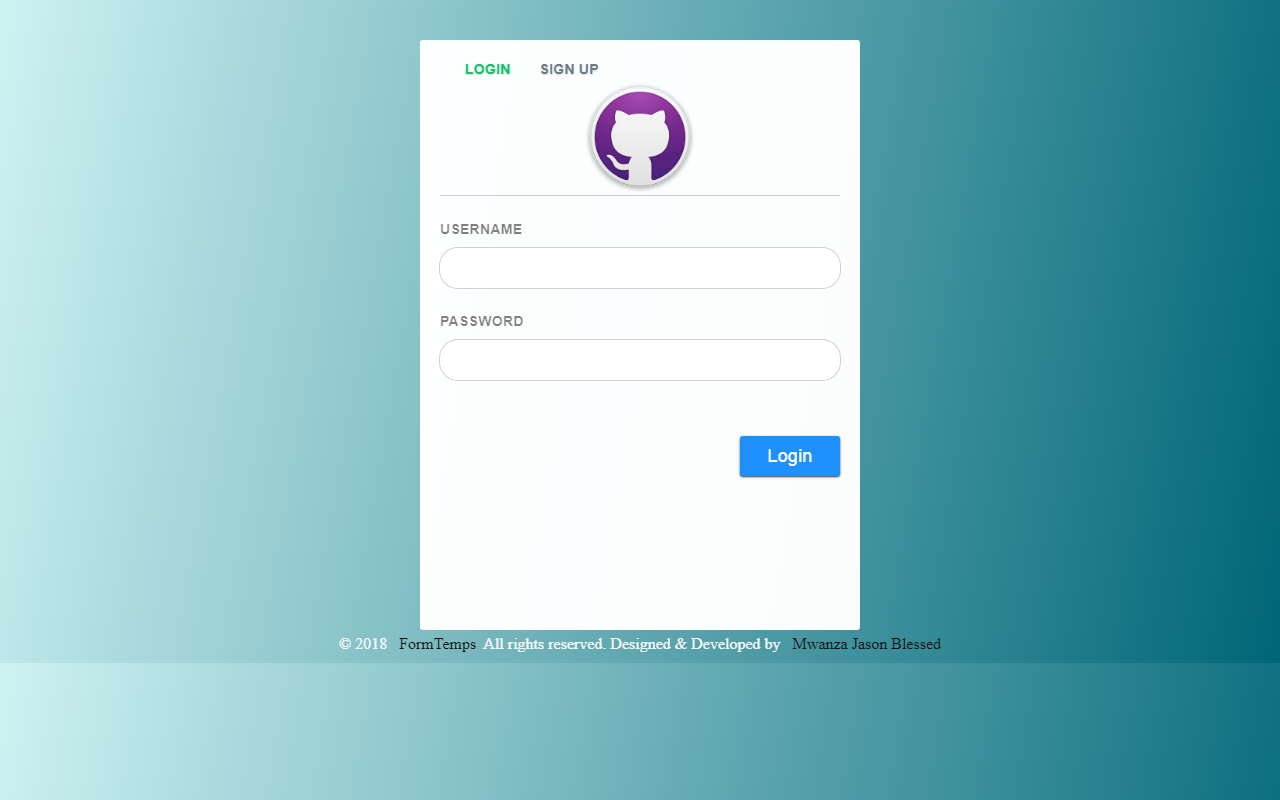 LOGIN SIGN UP
USERNAME
PASSWORD
Login
© 2018 FormTemps All rights reserved. Designed & Developed by Mwanza Jason Blessed